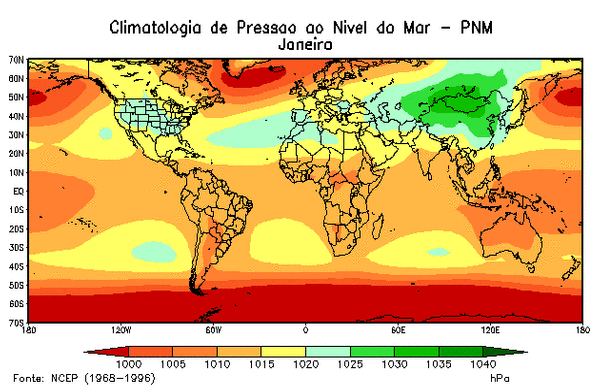 Climatologia de Pressao ao Nivel do Mar – PNM
Janeiro
70N
60N
50N
40N
30N
20N
10N
EQ
10S
20S
30S
40S
50S
60S
70S
180 120W 60W 0 60E 120E 180
1000 1005 1010 1015 1020 1025 1030 1035 1040
Fonte: NCEP (1968–1996) hPa